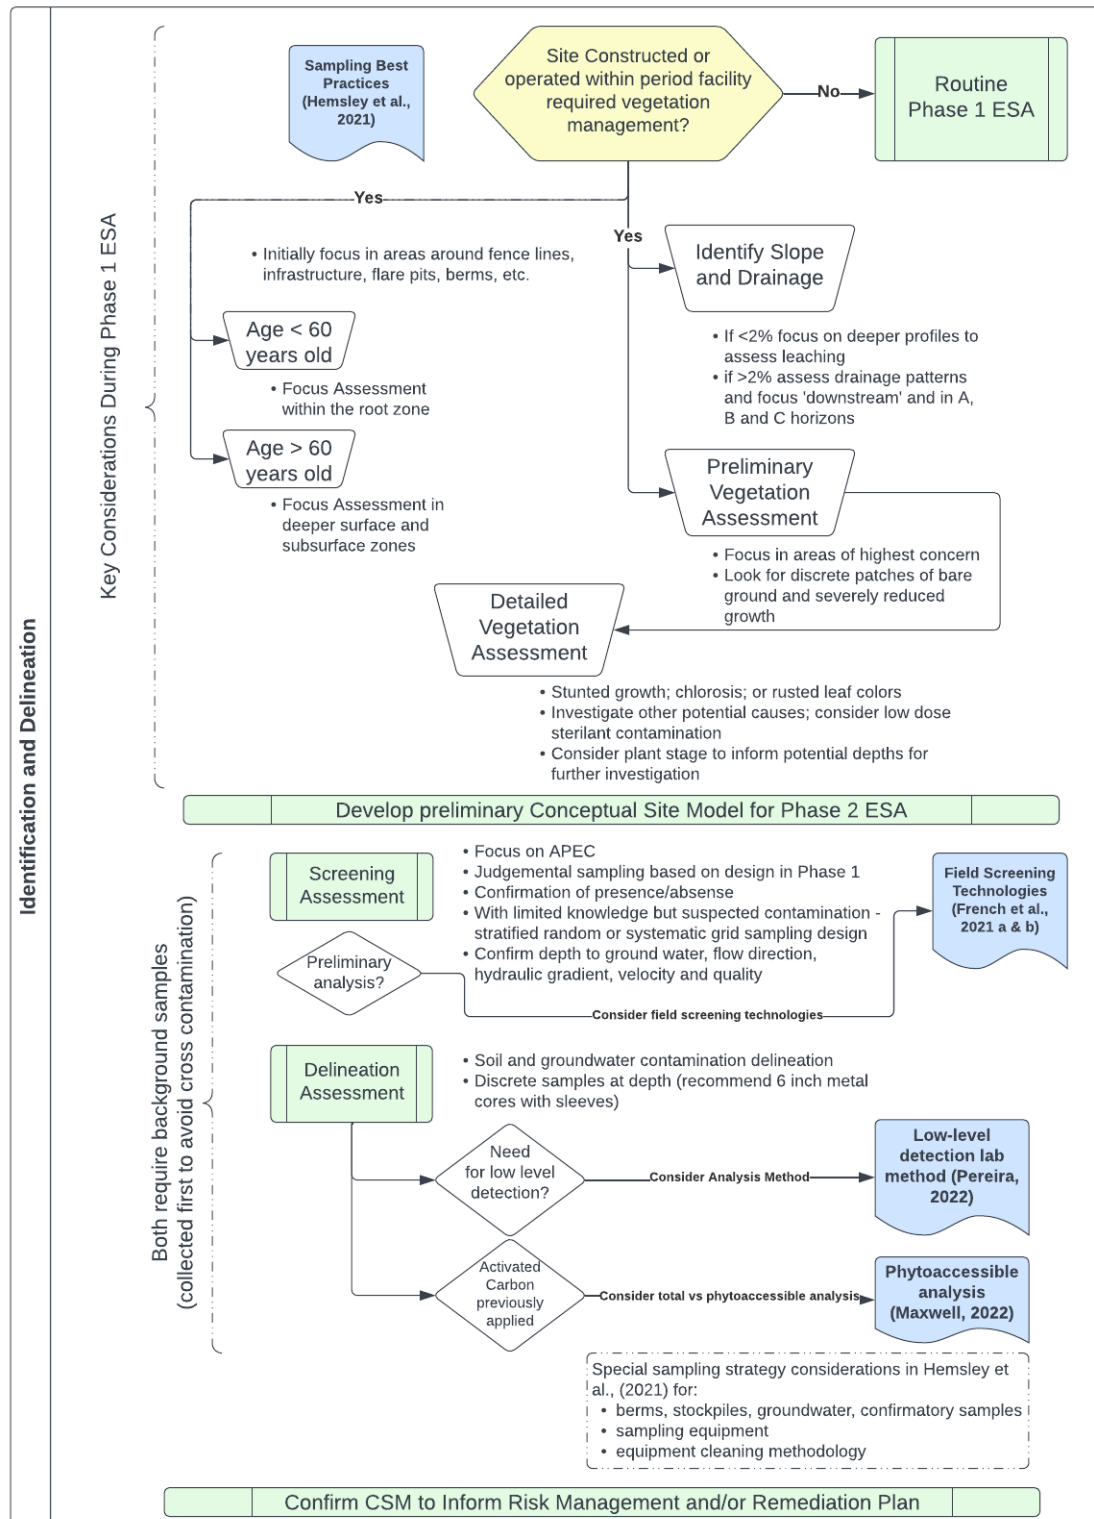 Identification and Delineation
Key Considerations During Phase 1 ESA
Sampling Best
Practices
(Hemsley et al.,
2021)
Site Constructed or
operated within period facility
required vegetation
management?
No
Routine
Phase 1 ESA
Yes
Yes
• Initially focus in areas around fence lines,
infrastructure, flare pits, berms, etc.
Identify Slope
and Drainage
Age < 60
years old
• If <2% focus on deeper profiles to
assess leaching
• if >2% assess drainage patterns
and focus 'downstream' and in A,
B and C horizons
• Focus Assessment
within the root zone
Age > 60
years old
Preliminary
Vegetation
Assessment
• Focus Assessment in
deeper surface and
subsurface zones
• Focus in areas of highest concern
• Look for discrete patches of bare
ground and severely reduced
growth
Detailed
Vegetation
Assessment
• Stunted growth; chlorosis; or rusted leaf colors
• Investigate other potential causes; consider low dose
sterilant contamination
• Consider plant stage to inform potential depths for
further investigation
Develop preliminary Conceptual Site Model for Phase 2 ESA
Both require background samples
(collected first to avoid cross contamination)
Screening
Assessment
• Focus on APEC
• Judgemental sampling based on design in Phase 1
• Confirmation of presence/absense
• With limited knowledge but suspected contamination -
stratified random or systematic grid sampling design
• Confirm depth to ground water, flow direction,
hydraulic gradient, velocity and quality
Field Screening
Technologies
(French et al.,
2021 a & b)
Preliminary
analysis?
Consider field screening technologies
Delineation
Assessment
• Soil and groundwater contamination delineation
• Discrete samples at depth (recommend 6 inch metal
cores with sleeves)
Need
for low level
detection?
Consider Analysis Method
Low-level
detection lab
method (Pereira,
2022)
Activated
Carbon
previously
applied
Consider total vs phytoaccessible analysis
Phytoaccessible
analysis
(Maxwell, 2022)
Special sampling strategy considerations in Hemsley et
al., (2021) for:
• berms, stockpiles, groundwater, confirmatory samples
• sampling equipment
• equipment cleaning methodology
Confirm CSM to Inform Risk Management and/or Remediation Plan